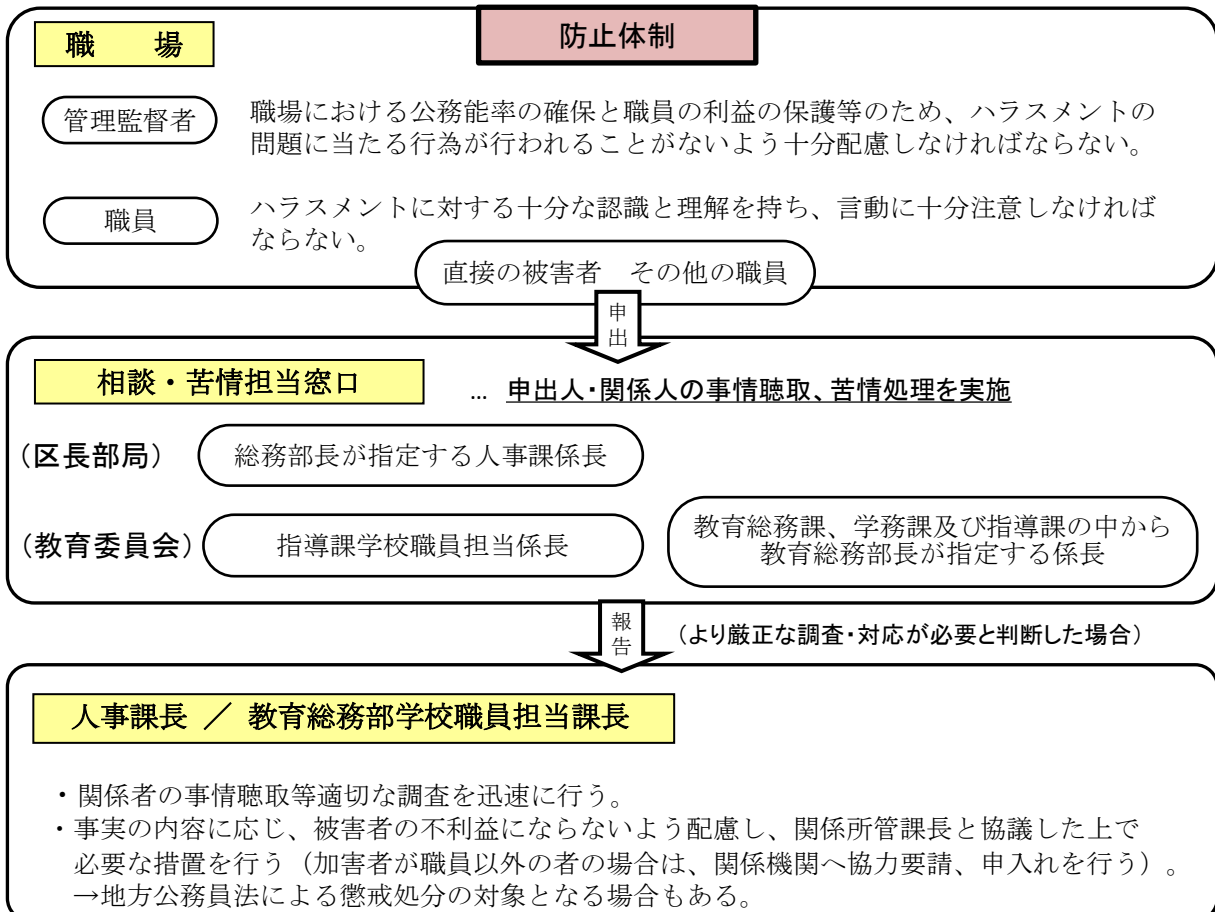 防止体制
職　場
管理監督者
職場における公務能率の確保と職員の利益の保護等のため、ハラスメントの
問題に当たる行為が行われることがないよう十分配慮しなければならない。
職員
ハラスメントに対する十分な認識と理解を持ち、言動に十分注意しなければ
ならない。
直接の被害者　その他の職員
申出
相談・苦情担当窓口
… 申出人・関係人の事情聴取、苦情処理を実施
（区長部局）
総務部長が指定する人事課係長
（教育委員会）
指導課学校職員担当係長
教育総務課、学務課及び指導課の中から
教育総務部長が指定する係長
報告
（より厳正な調査・対応が必要と判断した場合）
人事課長 ／ 教育総務部学校職員担当課長
・関係者の事情聴取等適切な調査を迅速に行う。
・事実の内容に応じ、被害者の不利益にならないよう配慮し、関係所管課長と協議した上で
必要な措置を行う（加害者が職員以外の者の場合は、関係機関へ協力要請、申入れを行う）。
→地方公務員法による懲戒処分の対象となる場合もある。